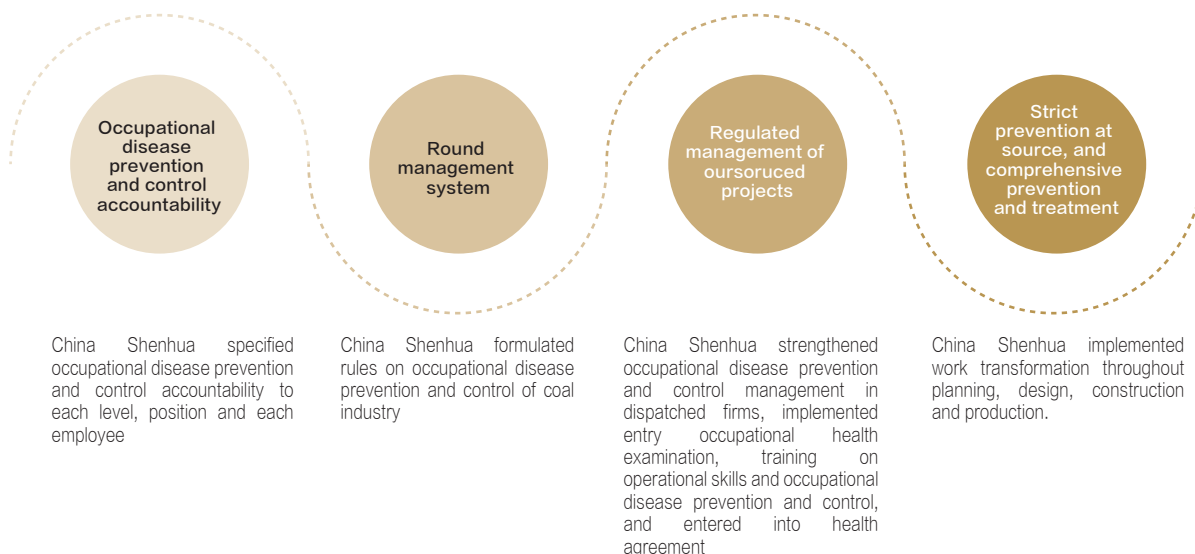 Occupational
disease
prevention
and control
accountability
Round
management
system
Regulated
management of
oursoruced
projects
Strict
prevention at
source, and
comprehensive
prevention
and treatment
China Shenhua specified
occupational disease prevention
and control accountability to
each level, position and each
employee
China Shenhua formulated
rules on occupational disease
prevention and control of coal
industry
China Shenhua strengthened
occupational disease prevention
and control management in
dispatched firms, implemented
entry occupational health
examination, training on
operational skills and occupational
disease prevention and control,
and entered into health
agreement
China Shenhua implemented
work transformation throughout
planning, design, construction
and production.